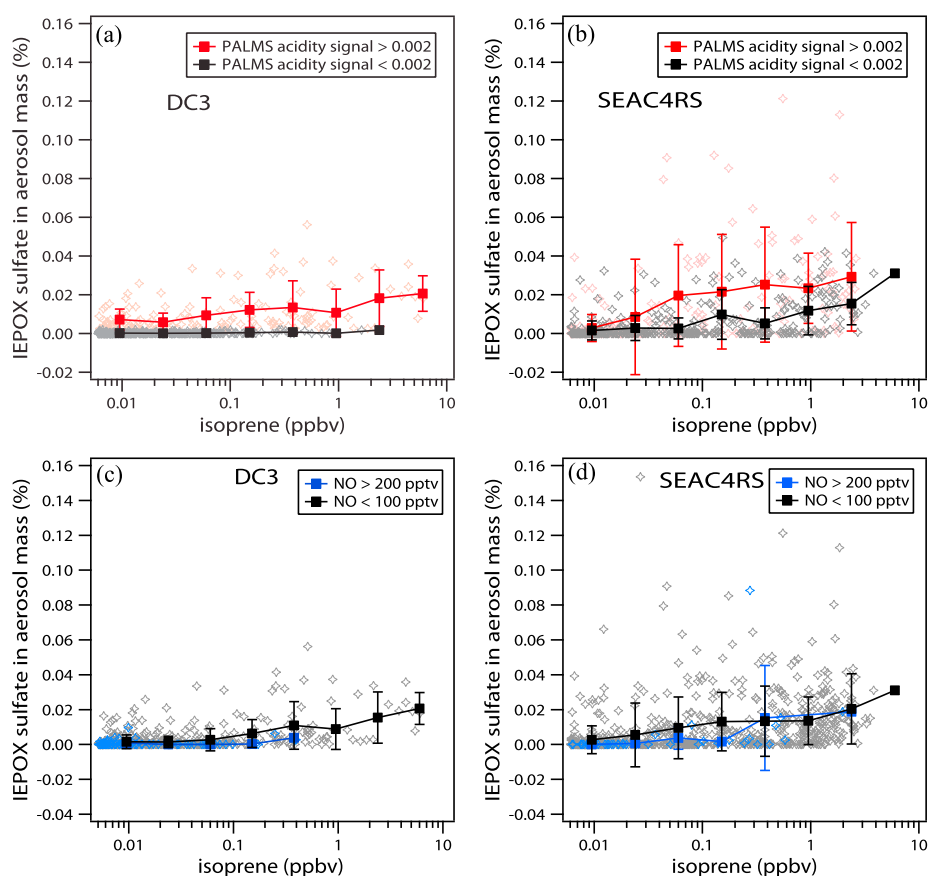 (a)
DC3
PALMS acidity signal > 0.002
PALMS acidity signal < 0.002
IEPOX sulfate in aerosol mass (%)
0.16
0.14
0.12
0.10
0.08
0.06
0.04
0.02
0.00
-0.02
0.01
0.1
1
10
isoprene (ppbv)
(b)
SEAC4RS
PALMS acidity signal > 0.002
PALMS acidity signal < 0.002
IEPOX sulfate in aerosol mass (%)
0.16
0.14
0.12
0.10
0.08
0.06
0.04
0.02
0.00
-0.02
0.01
0.1
1
10
isoprene (ppbv)
(c)
DC3
NO > 200 pptv
NO < 100 pptv
IEPOX sulfate in aerosol mass (%)
0.16
0.14
0.12
0.10
0.08
0.06
0.04
0.02
0.00
-0.02
-0.04
0.01
0.1
1
10
isoprene (ppbv)
(d)
SEAC4RS
NO > 200 pptv
NO < 100 pptv
IEPOX sulfate in aerosol mass (%)
0.16
0.14
0.12
0.10
0.08
0.06
0.04
0.02
0.00
-0.02
-0.04
0.01
0.1
1
10
isoprene (ppbv)